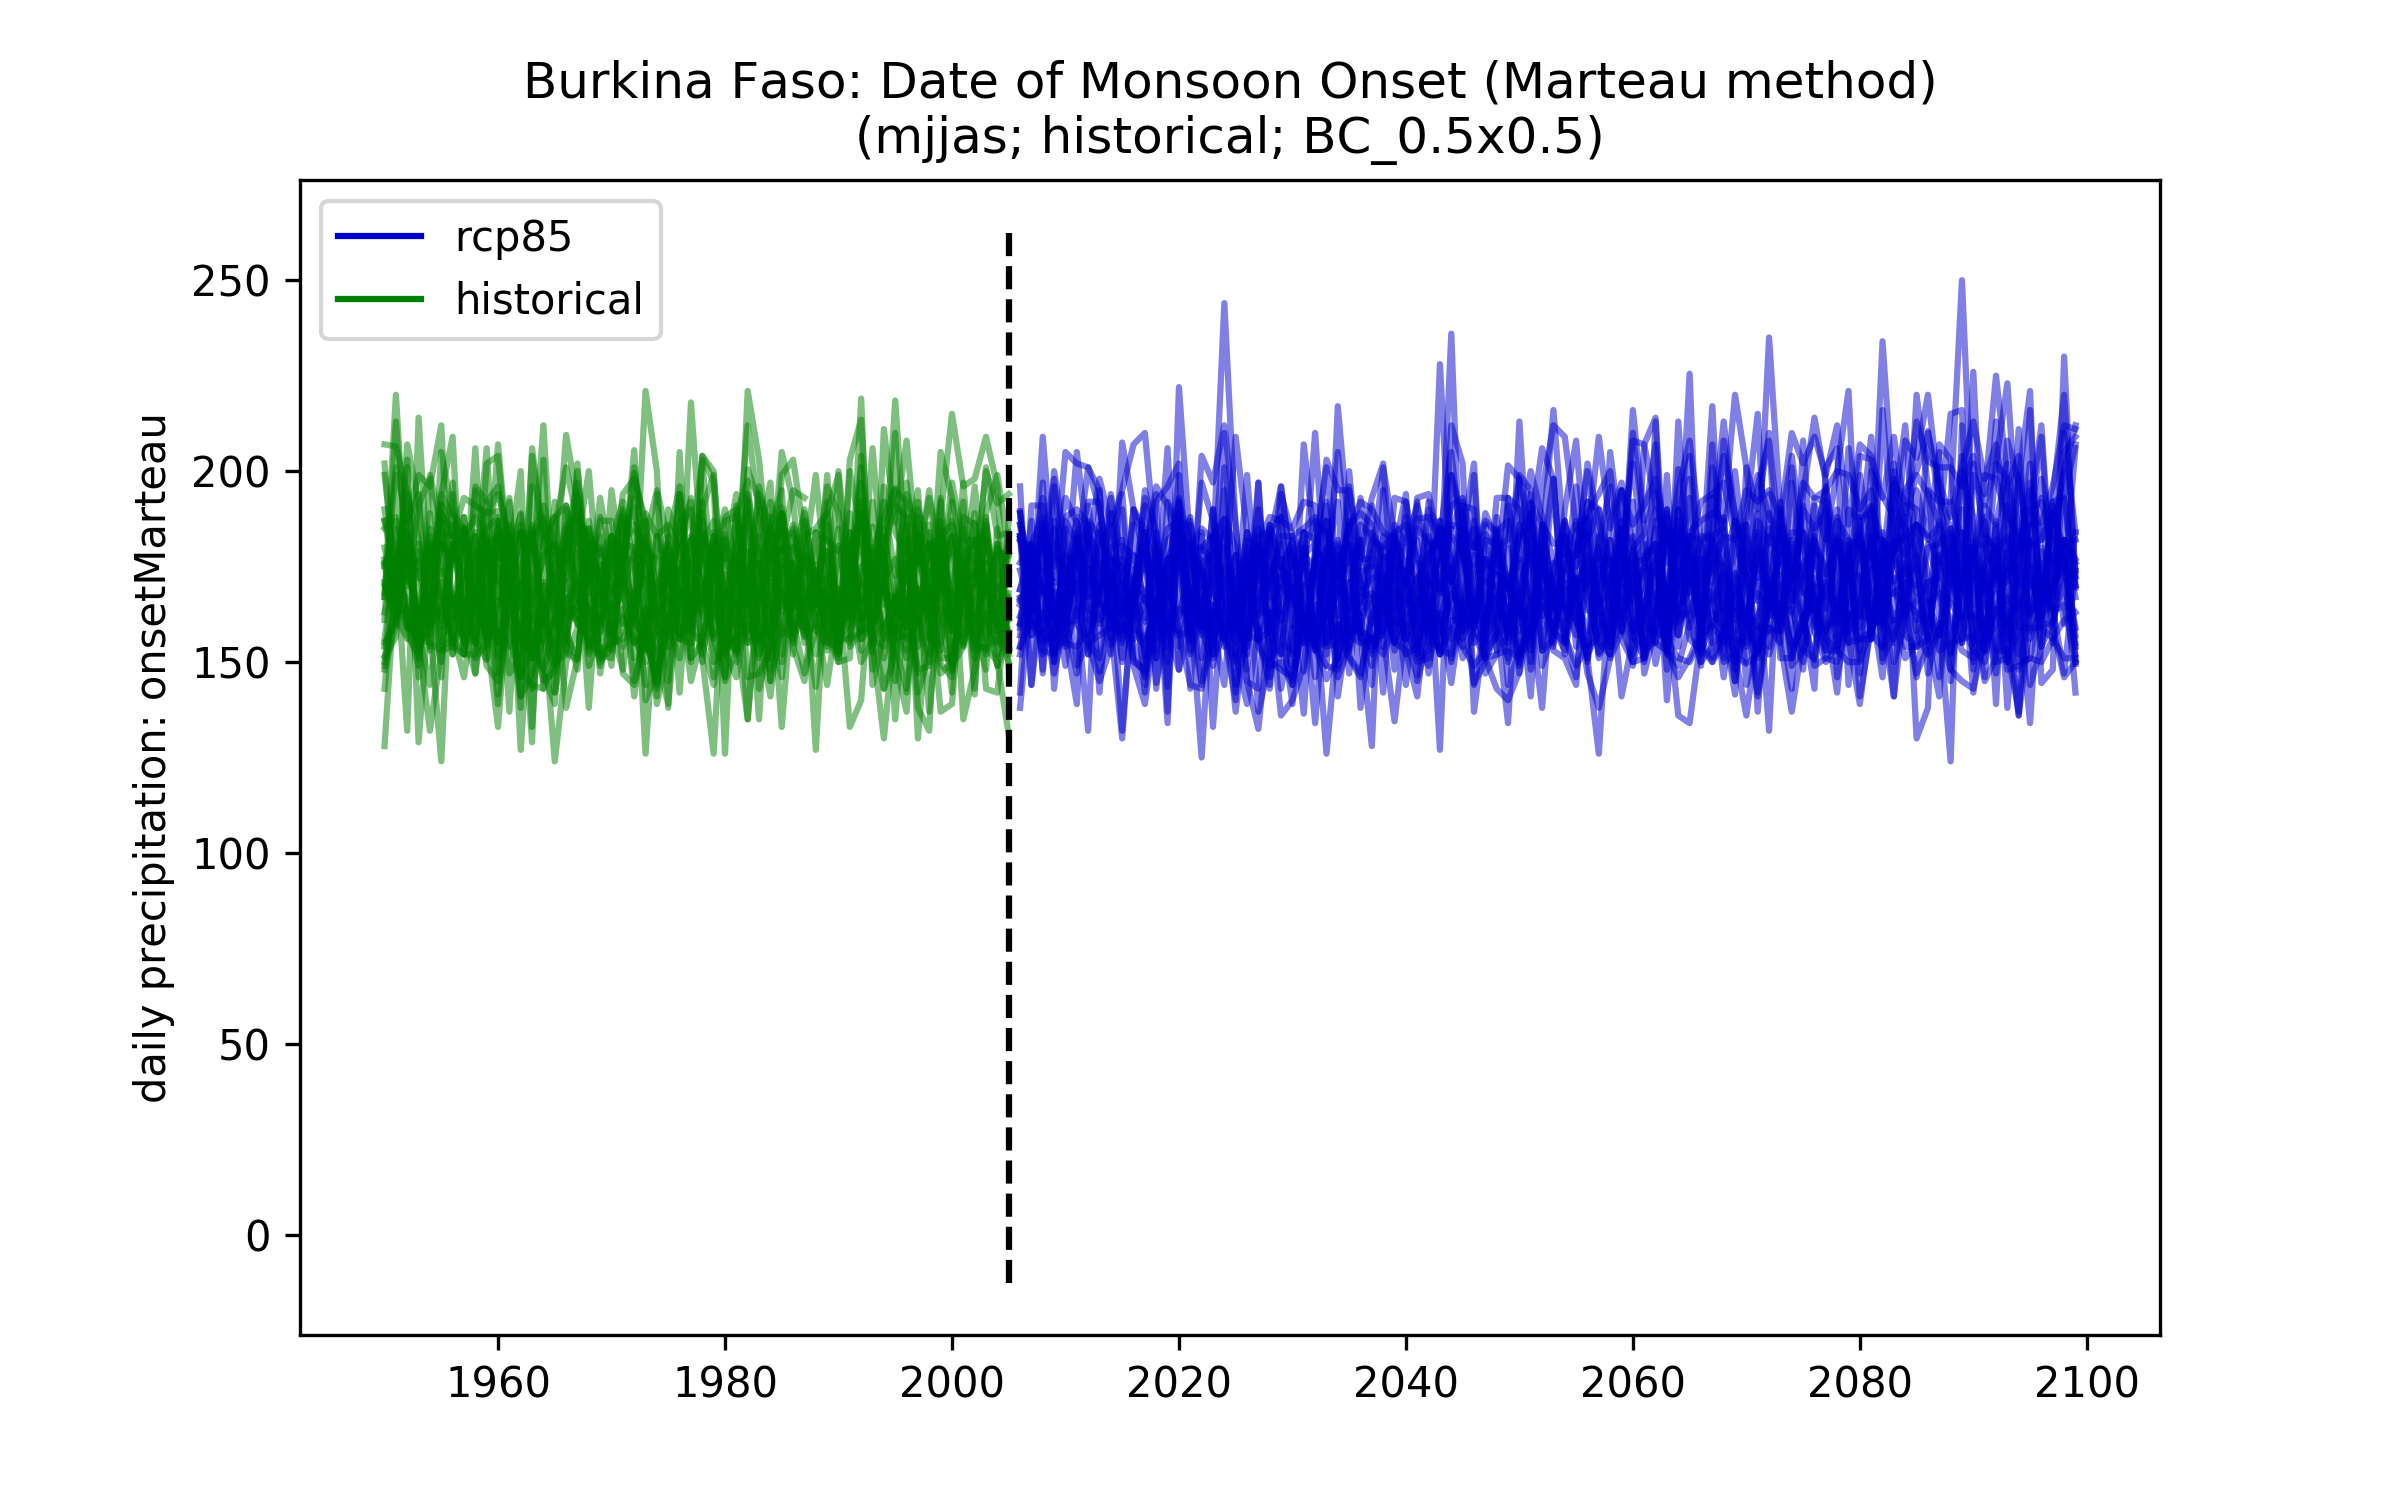 Burkina Faso: Date of Monsoon Onset (Marteau method)
(mjjas; historical; BC_0.5x0.5)
rcp85
historical
daily precipitation: onsetMarteau
250
200
150
100
50
0
1960 1980 2000 2020 2040 2060 2080 2100